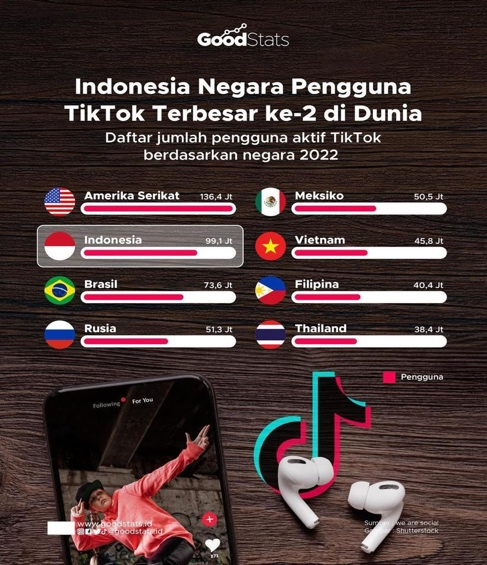 GoodStats
Indonesia Negara Pengguna
TikTok Terbesar ke-2 di Dunia
Daftar jumlah pengguna aktif TikTok
berdasarkan negara 2022
Amerika Serikat 136,4 Jt
Meksiko 50,5 Jt
Indonesia 99,1 Jt
Vietnam 45,8 Jt
Brasil 73,6 Jt
Filipina 40,4 Jt
Rusia 51,3 Jt
Thailand 38,4 Jt
Pengguna
Following For You
www.goodstats.id
we are social
Shutterstock